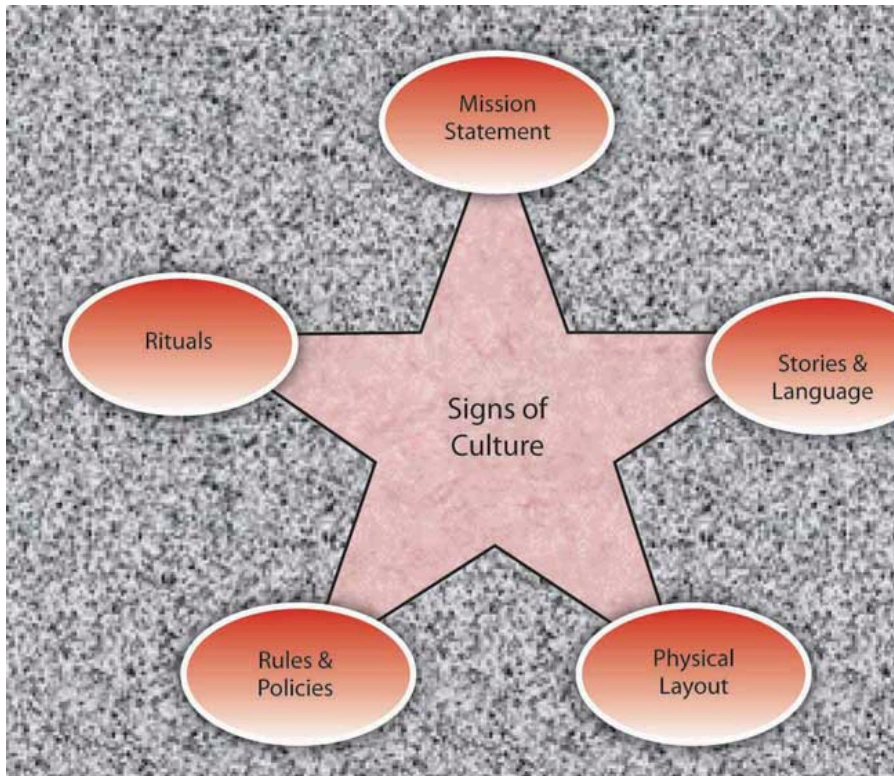 Mission
Statement
Rituals
Stories &
Language
Signs of
Culture
Rules &
Policies
Physical
Layout